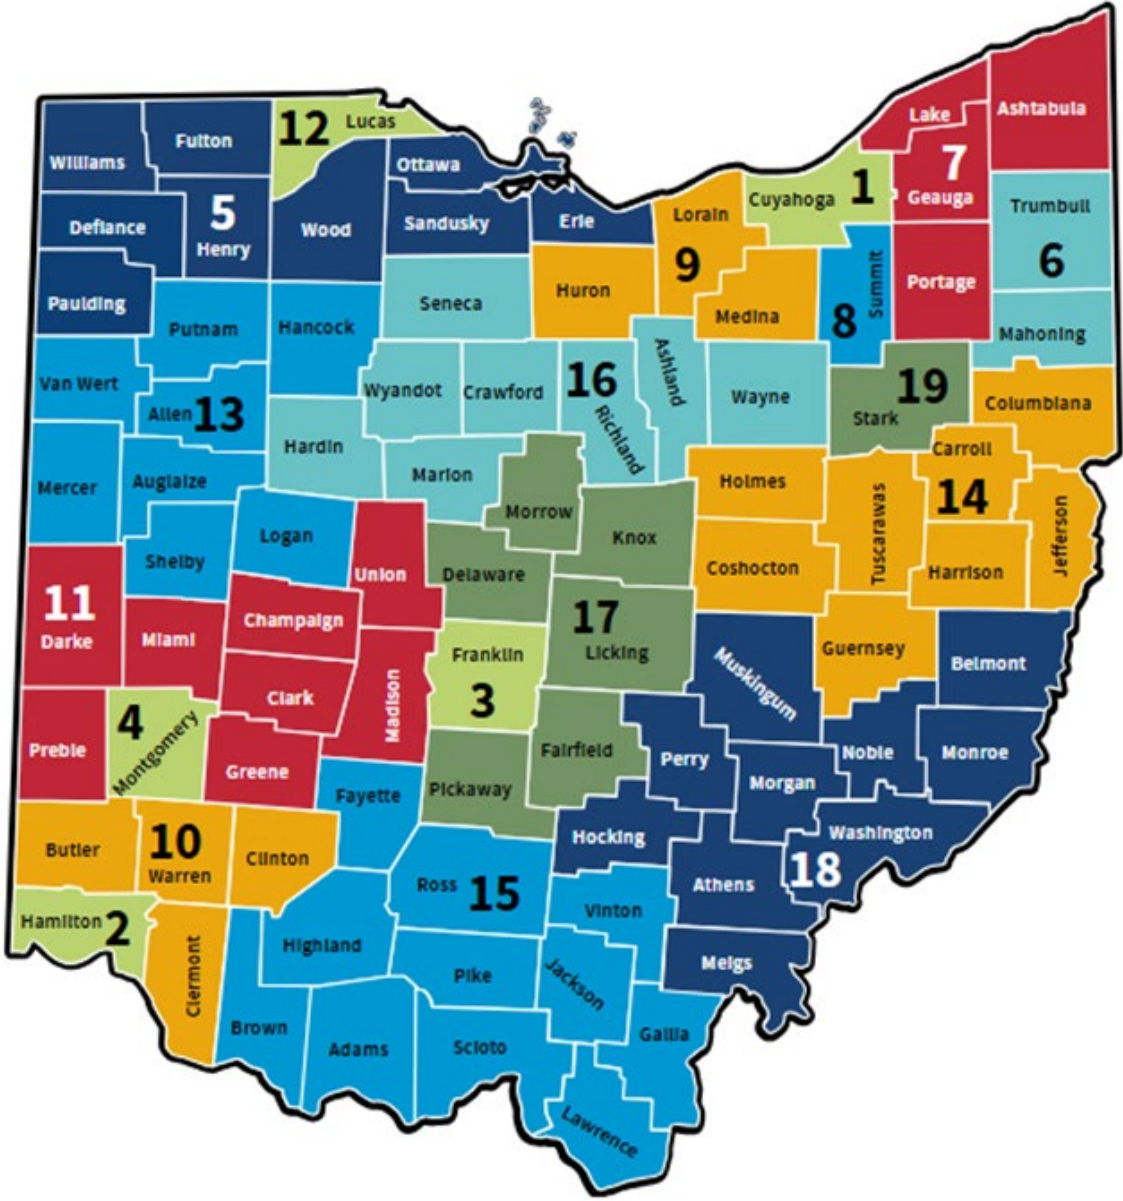 Williams
Fulton
12 Lucas
Ottawa
Lake
Ashtabula
Defiance
5
Henry
Wood
Sandusky
Erie
Lorain
Cuyahoga 1
7
Geauga
Trumbull
Paulding
Putnam
Hancock
Seneca
Huron
9
Medina
8 Summit
Portage
6
Mahoning
Van Wert
Allen 13
Wyandot
Crawford
16
Richland
Ashland
Wayne
19
Stark
Columbiana
Mercer
Auglaize
Hardin
Marion
Morrow
Holmes
Tuscarawas
Carroll
14
Jefferson
Shelby
Logan
Union
Delaware
Knox
Coshocton
Harrison
11
Darke
Miami
Champaign
Franklin
3
17
Licking
Muskingum
Guernsey
Belmont
Preble
4
Montgomery
Clark
Madison
Greene
Fairfield
Perry
Morgan
Noble
Monroe
Fayette
Pickaway
Butler
10
Warren
Clinton
Ross 15
Hocking
Athens
18
Washington
Hamilton 2
Clermont
Highland
Vinton
Meigs
Brown
Adams
Pike
Jackson
Scioto
Gallia
Lawrence